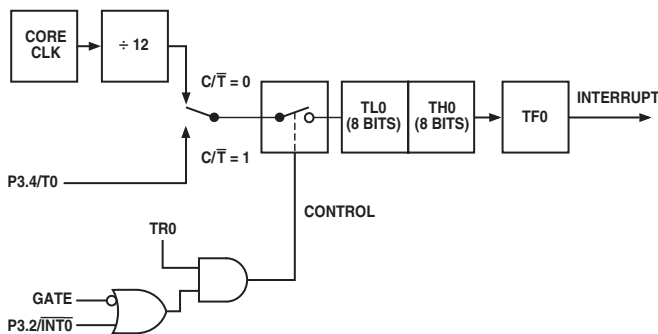 CORE
CLK
÷ 12
C/T̅ = 0
TL0
(8 BITS)
TH0
(8 BITS)
TF0
INTERRUPT
C/T̅ = 1
P3.4/T0
CONTROL
TR0
GATE
P3.2/I̅N̅T̅0̅